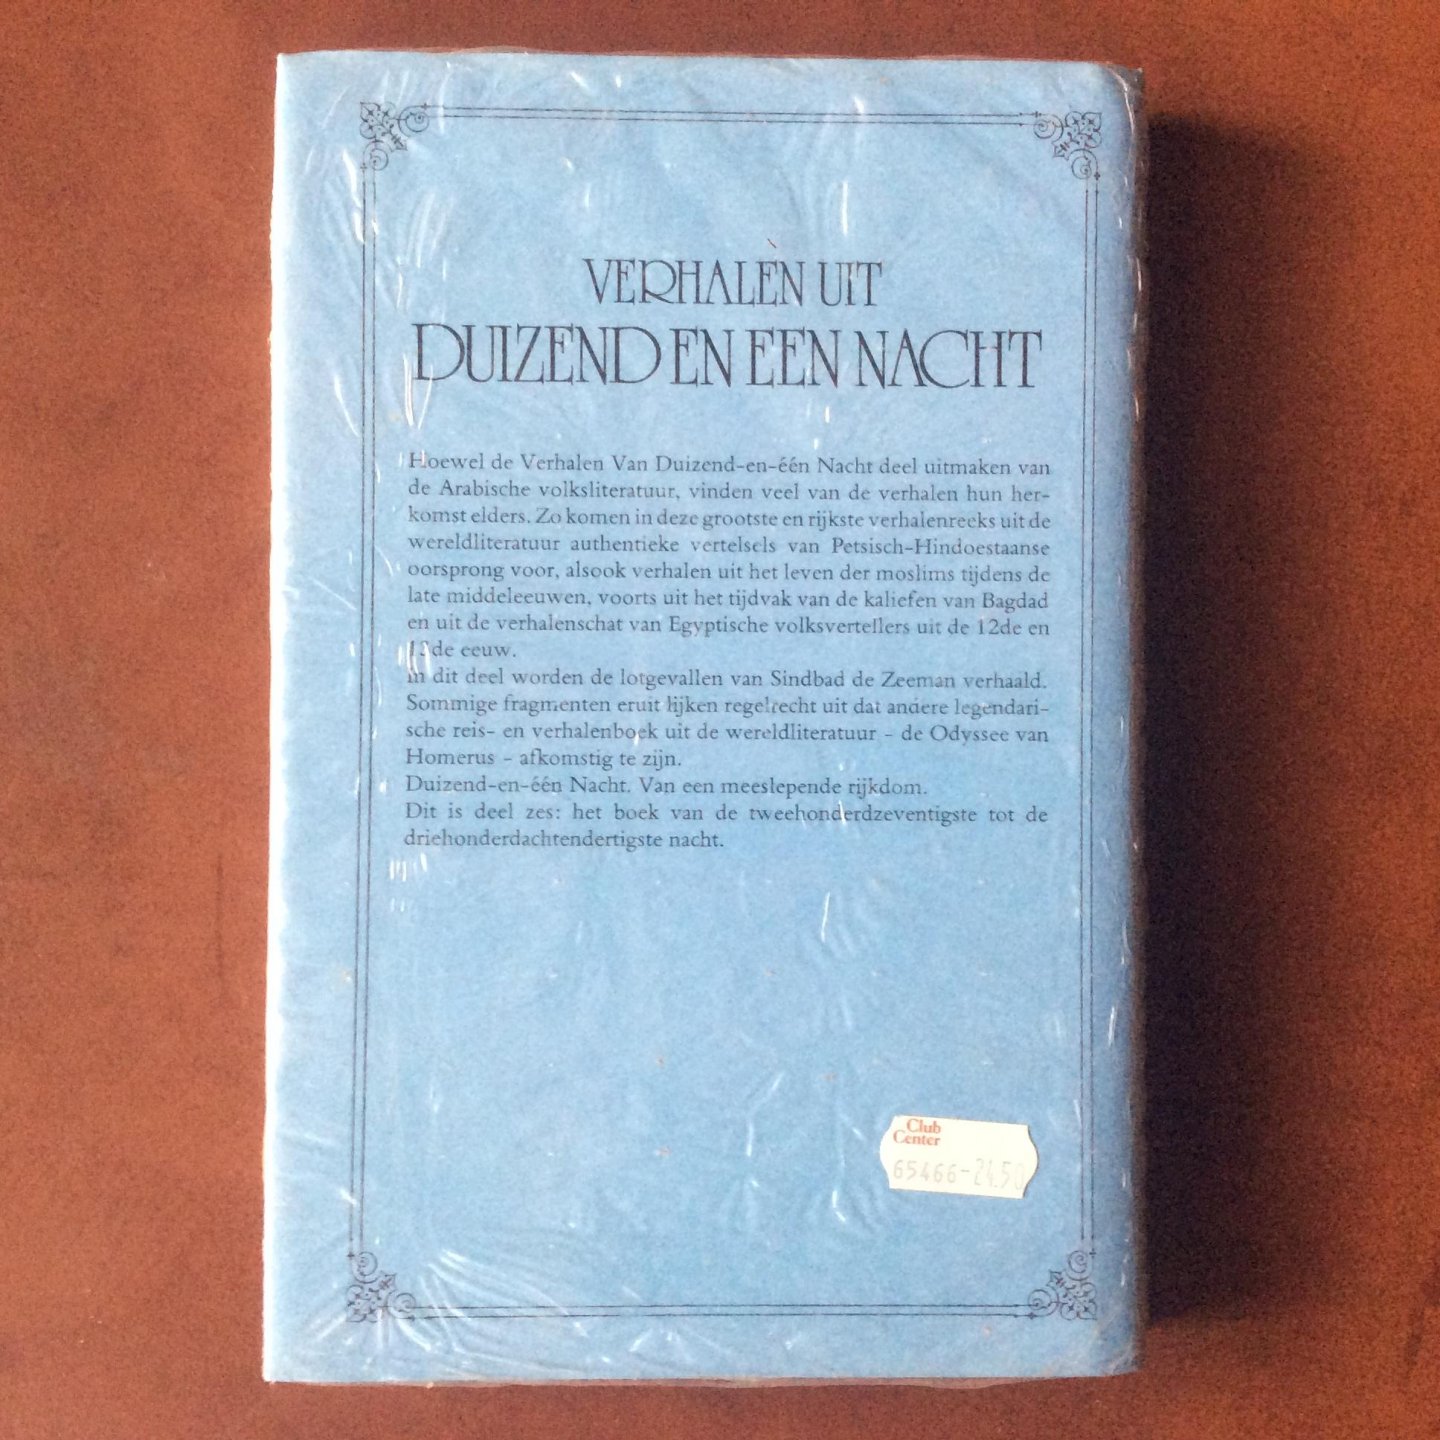 VERHALEN UIT
DUIZEND EN EEN NACHT
Hoewel de Verhalen Van Duizend-en-één Nacht deel uitmaken van
de Arabische volksliteratuur, vinden veel van de verhalen hun her-
komst elders. Zo komen in deze grootste en rijkste verhalenreeks uit de
wereldliteratuur authentieke vertelsels van Petsisch-Hindoestaanse
oorsprong voor, alsook verhalen uit het leven der moslims tijdens de
late middeleeuwen, voorts uit het tijdvak van de kaliefen van Bagdad
en uit de verhalenschat van Egyptische volksvertellers uit de 12de en
13de eeuw.
In dit deel worden de lotgevallen van Sindbad de Zeeman verhaald.
Sommige fragmenten eruit lijken regelrecht uit dat andere legendari-
sche reis- en verhalenboek uit de wereldliteratuur - de Odyssee van
Homerus - afkomstig te zijn.
Duizend-en-één Nacht. Van een meeslepende rijkdom.
Dit is deel zes: het boek van de tweehonderdzeventigste tot de
driehonderdachtendertigste nacht.
Club
Center
65466-24.50